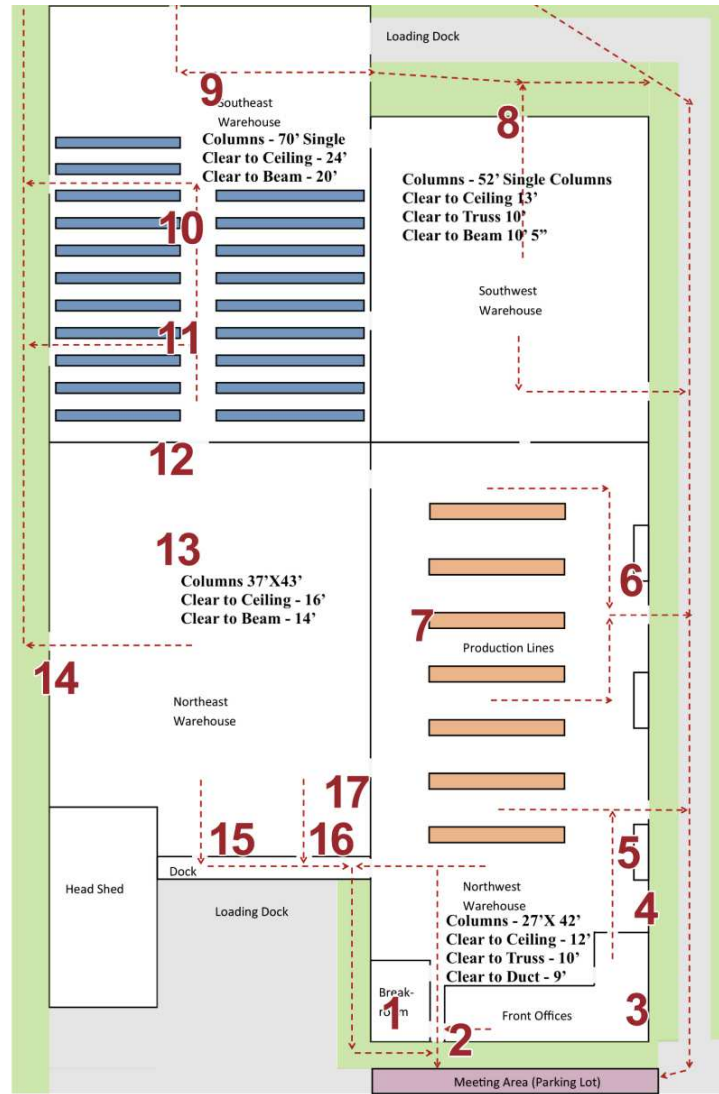 Loading Dock
9
Southeast
Warehouse
Columns - 70’ Single
Clear to Ceiling - 24’
Clear to Beam - 20’
8
Columns - 52’ Single Columns
Clear to Ceiling 13’
Clear to Truss 10’
Clear to Beam 10’ 5”
10
Southwest
Warehouse
11
12
13
Columns 37’X43’
Clear to Ceiling - 16’
Clear to Beam - 14’
6
7
Production Lines
14
Northeast
Warehouse
17
15
16
5
Head Shed
Dock
Loading Dock
4
Northwest
Warehouse
Columns - 27’X 42’
Clear to Ceiling - 12’
Clear to Truss - 10’
Clear to Duct - 9’
Break-
room
1
Front Offices
3
2
Meeting Area (Parking Lot)